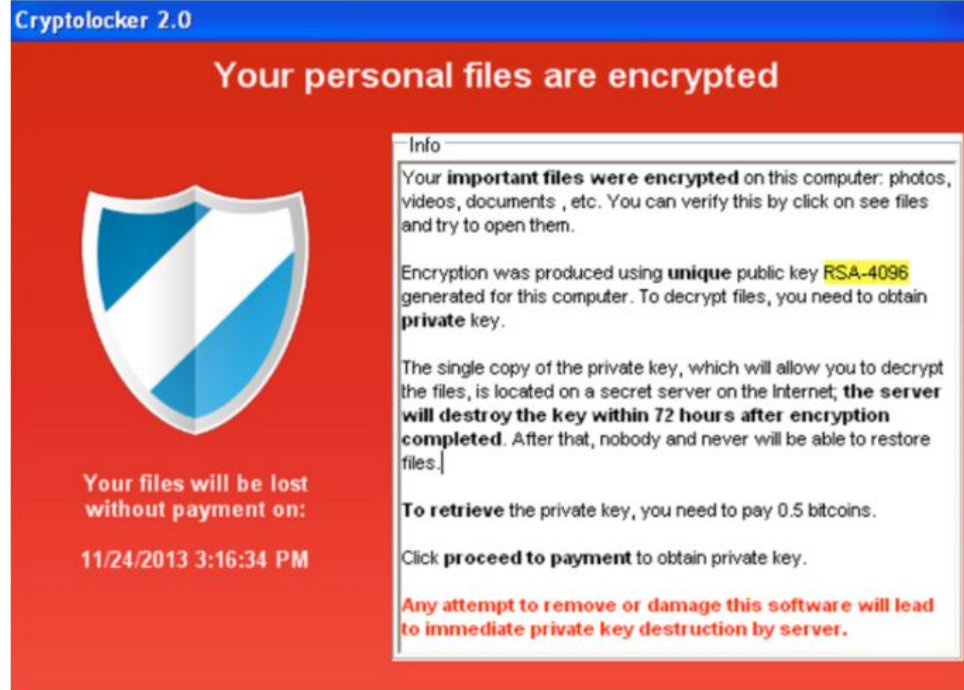 Cryptolocker 2.0
Your personal files are encrypted
Info
Your important files were encrypted on this computer: photos,
videos, documents , etc. You can verify this by click on see files
and try to open them.
Encryption was produced using unique public key RSA-4096
generated for this computer. To decrypt files, you need to obtain
private key.
The single copy of the private key, which will allow you to decrypt
the files, is located on a secret server on the Internet; the server
will destroy the key within 72 hours after encryption
completed. After that, nobody and never will be able to restore
files.
To retrieve the private key, you need to pay 0.5 bitcoins.
Click proceed to payment to obtain private key.
Any attempt to remove or damage this software will lead
to immediate private key destruction by server.
Your files will be lost
without payment on:
11/24/2013 3:16:34 PM